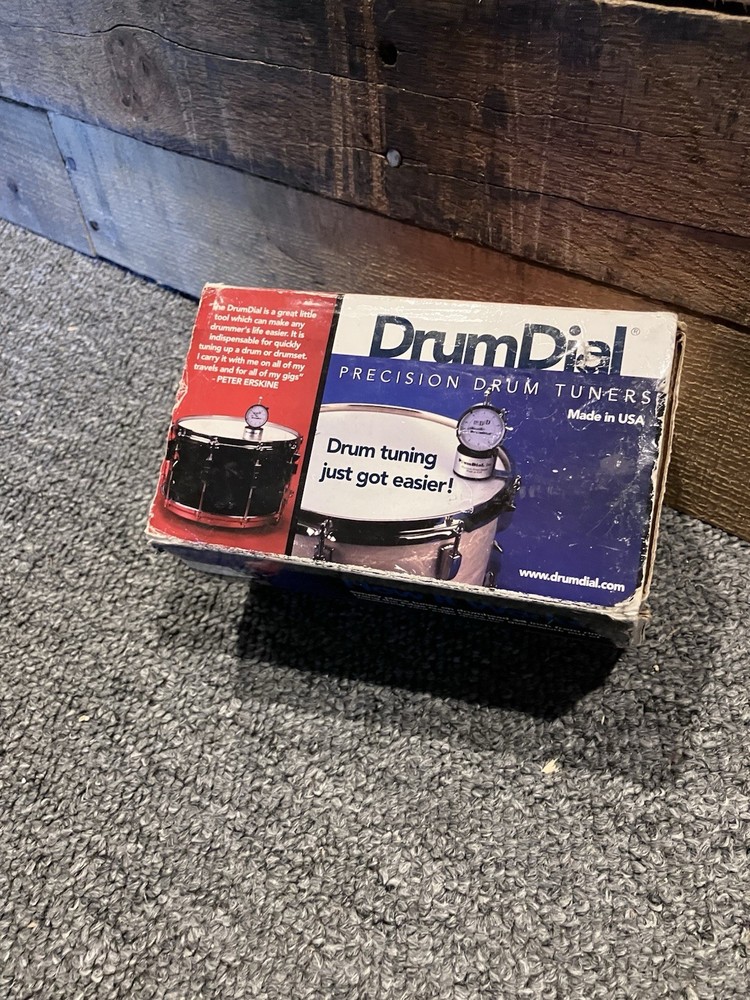 "The DrumDial is a great little
tool which can make any
drummer's life easier. It is
indispensable for quickly
tuning up a drum or drumset.
I carry it with me on all of my
travels and for all of my gigs"
- PETER ERSKINE
DrumDial®
PRECISION DRUM TUNERS
Made in USA
Drum tuning
just got easier!
DrumDial
www.drumdial.com